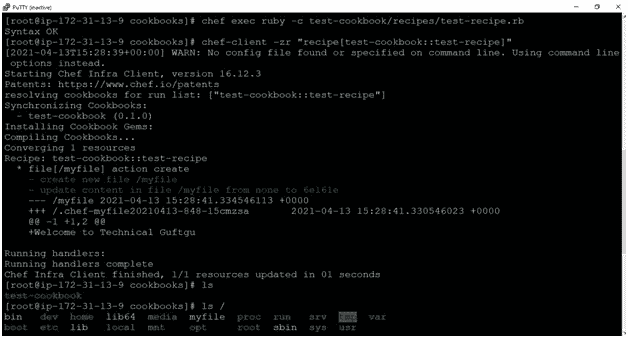 PuTTY (inactive)
[root@ip-172-31-13-9 cookbooks]# chef exec ruby -c test-cookbook/recipes/test-recipe.rb
Syntax OK
[root@ip-172-31-13-9 cookbooks]# chef-client -zr "recipe[test-cookbook::test-recipe]"
[2021-04-13T15:28:39+00:00] WARN: No config file found or specified on command line. Using command line
 options instead.
Starting Chef Infra Client, version 16.12.3
Patents: https://www.chef.io/patents
resolving cookbooks for run list: ["test-cookbook::test-recipe"]
Synchronizing Cookbooks:
  - test-cookbook (0.1.0)
Installing Cookbook Gems:
Compiling Cookbooks...
Converging 1 resources
Recipe: test-cookbook::test-recipe
  * file[/myfile] action create
    - create new file /myfile
    - update content in file /myfile from none to 6e161e
    --- /myfile 2021-04-13 15:28:41.334546113 +0000
    +++ /.chef-myfile20210413-848-15cmzsa      2021-04-13 15:28:41.330546023 +0000
    @@ -1 +1,2 @@
    +Welcome to Technical Guftgu

Running handlers:
Running handlers complete
Chef Infra Client finished, 1/1 resources updated in 01 seconds
[root@ip-172-31-13-9 cookbooks]# ls
test-cookbook
[root@ip-172-31-13-9 cookbooks]# ls /
bin   dev  home  lib64  media  myfile  proc  run   srv  tmp  var
boot  etc  lib   local  mnt    opt     root  sbin  sys  usr